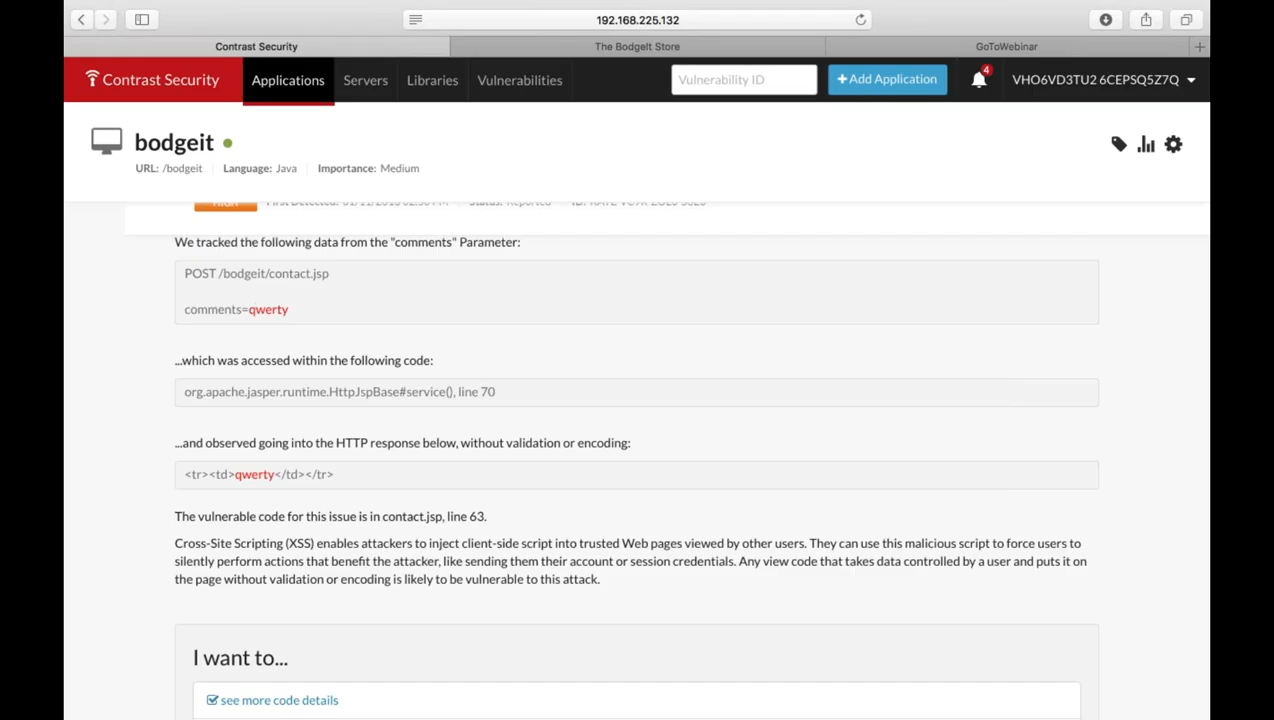 192.168.225.132
Contrast Security
The BodgeIt Store
GoToWebinar
Contrast Security
Applications
Servers
Libraries
Vulnerabilities
Vulnerability ID
+Add Application
4
VHO6VD3TU2 6CEPSQ5Z7Q
bodgeit
URL: /bodgeit
Language: Java
Importance: Medium
We tracked the following data from the "comments" Parameter:
POST /bodgeit/contact.jsp
comments=qwerty
...which was accessed within the following code:
org.apache.jasper.runtime.HttpJspBase#service(), line 70
...and observed going into the HTTP response below, without validation or encoding:
<tr><td>qwerty</td></tr>
The vulnerable code for this issue is in contact.jsp, line 63.
Cross-Site Scripting (XSS) enables attackers to inject client-side script into trusted Web pages viewed by other users. They can use this malicious script to force users to
silently perform actions that benefit the attacker, like sending them their account or session credentials. Any view code that takes data controlled by a user and puts it on
the page without validation or encoding is likely to be vulnerable to this attack.
I want to...
see more code details